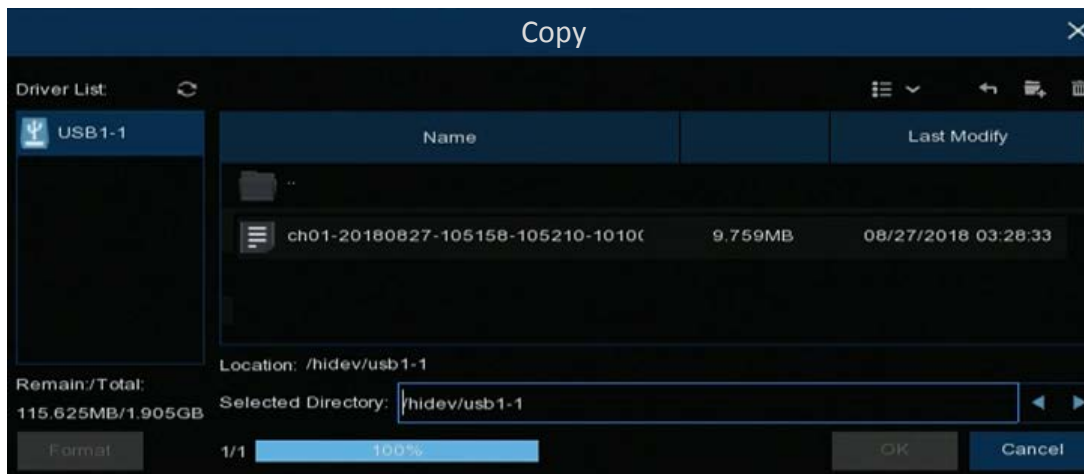 Copy
Driver List:
USB1-1
Name
Last Modify
..
ch01-20180827-105158-105210-1010(
9.759MB
08/27/2018 03:28:33
Location: /hidev/usb1-1
Remain:/Total:
115.625MB/1.905GB
Selected Directory: /hidev/usb1-1
Format
1/1
100%
OK
Cancel